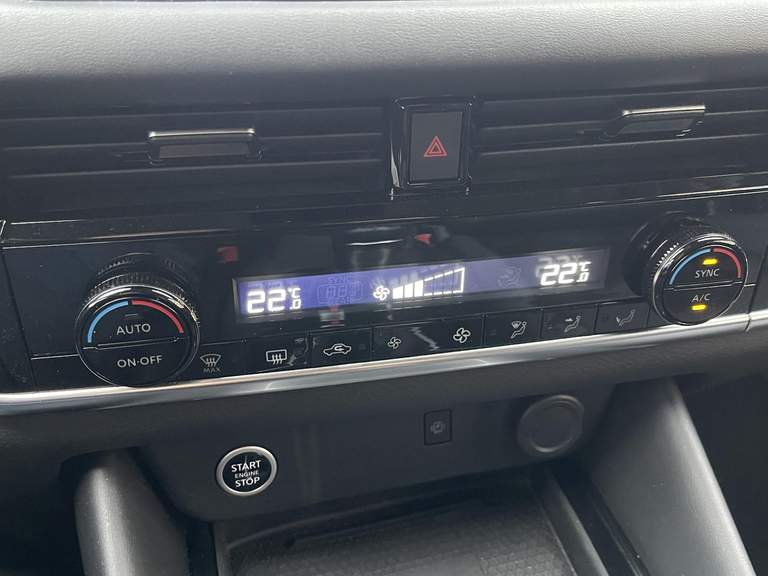 22°C
22°C
AUTO
ON·OFF
MAX
SYNC
A/C
START
ENGINE
STOP